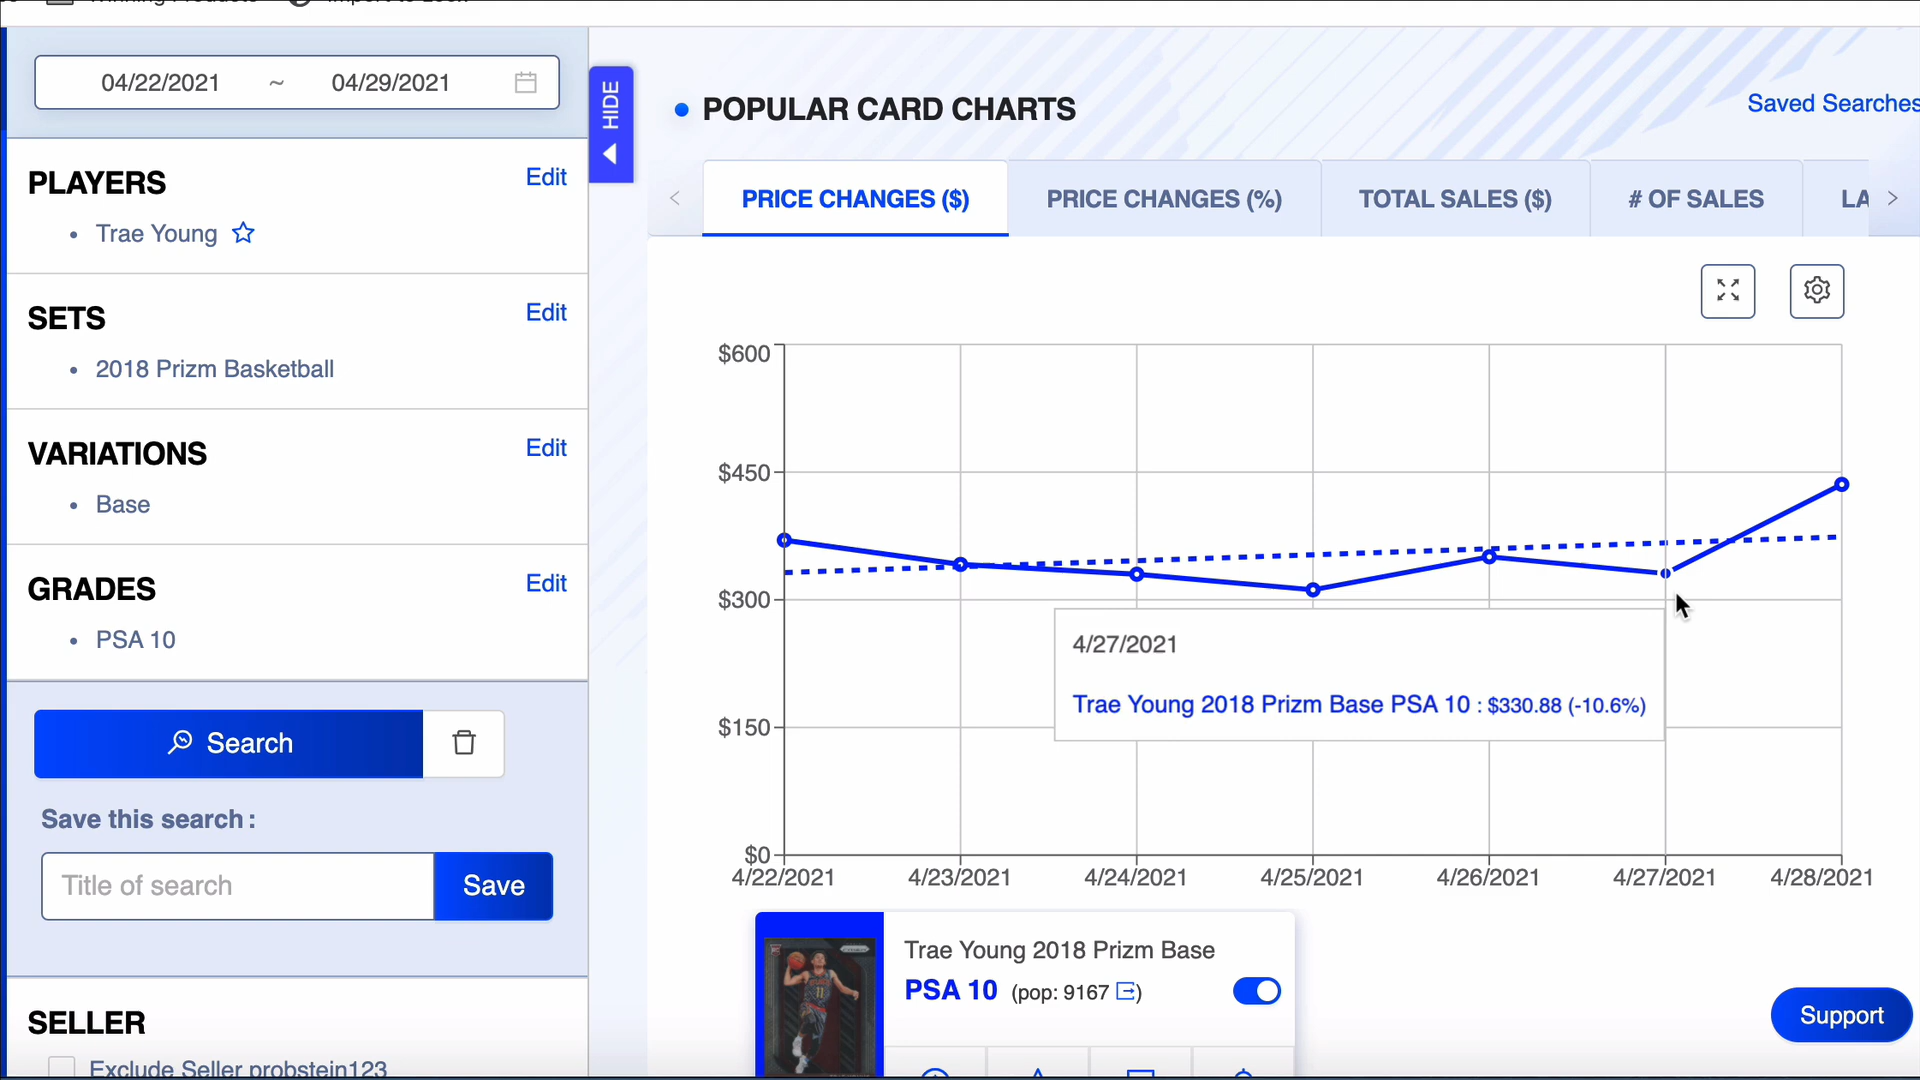 04/22/2021 ~ 04/29/2021
PLAYERS Edit
• Trae Young
SETS Edit
• 2018 Prizm Basketball
VARIATIONS Edit
• Base
GRADES Edit
• PSA 10
Search
Save this search :
Title of search Save
SELLER
Exclude Seller probstein123
HIDE
POPULAR CARD CHARTS
Saved Searches
PRICE CHANGES ($) PRICE CHANGES (%) TOTAL SALES ($) # OF SALES LA
$600
$450
$300
$150
$0
4/27/2021
Trae Young 2018 Prizm Base PSA 10 : $330.88 (-10.6%)
4/22/2021 4/23/2021 4/24/2021 4/25/2021 4/26/2021 4/27/2021 4/28/2021
Trae Young 2018 Prizm Base
PSA 10 (pop: 9167 )
Support